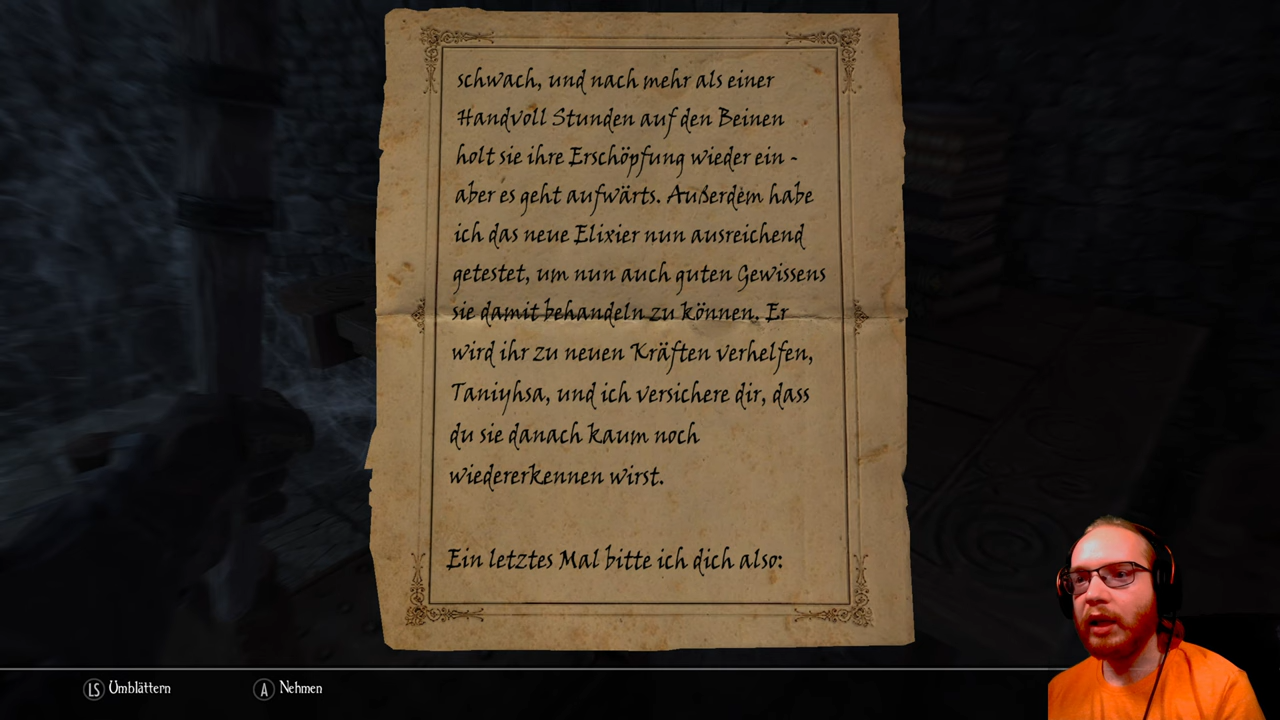 schwach, und nach mehr als einer
Handvoll Stunden auf den Beinen
holt sie ihre Erschöpfung wieder ein -
aber es geht aufwärts. Außerdem habe
ich das neue Elixier nun ausreichend
getestet, um nun auch guten Gewissens
sie damit behandeln zu können. Er
wird ihr zu neuen Kräften verhelfen,
Taniyhsa, und ich versichere dir, dass
du sie danach kaum noch
wiedererkennen wirst.
Ein letztes Mal bitte ich dich also:
LS Umblättern
A Nehmen